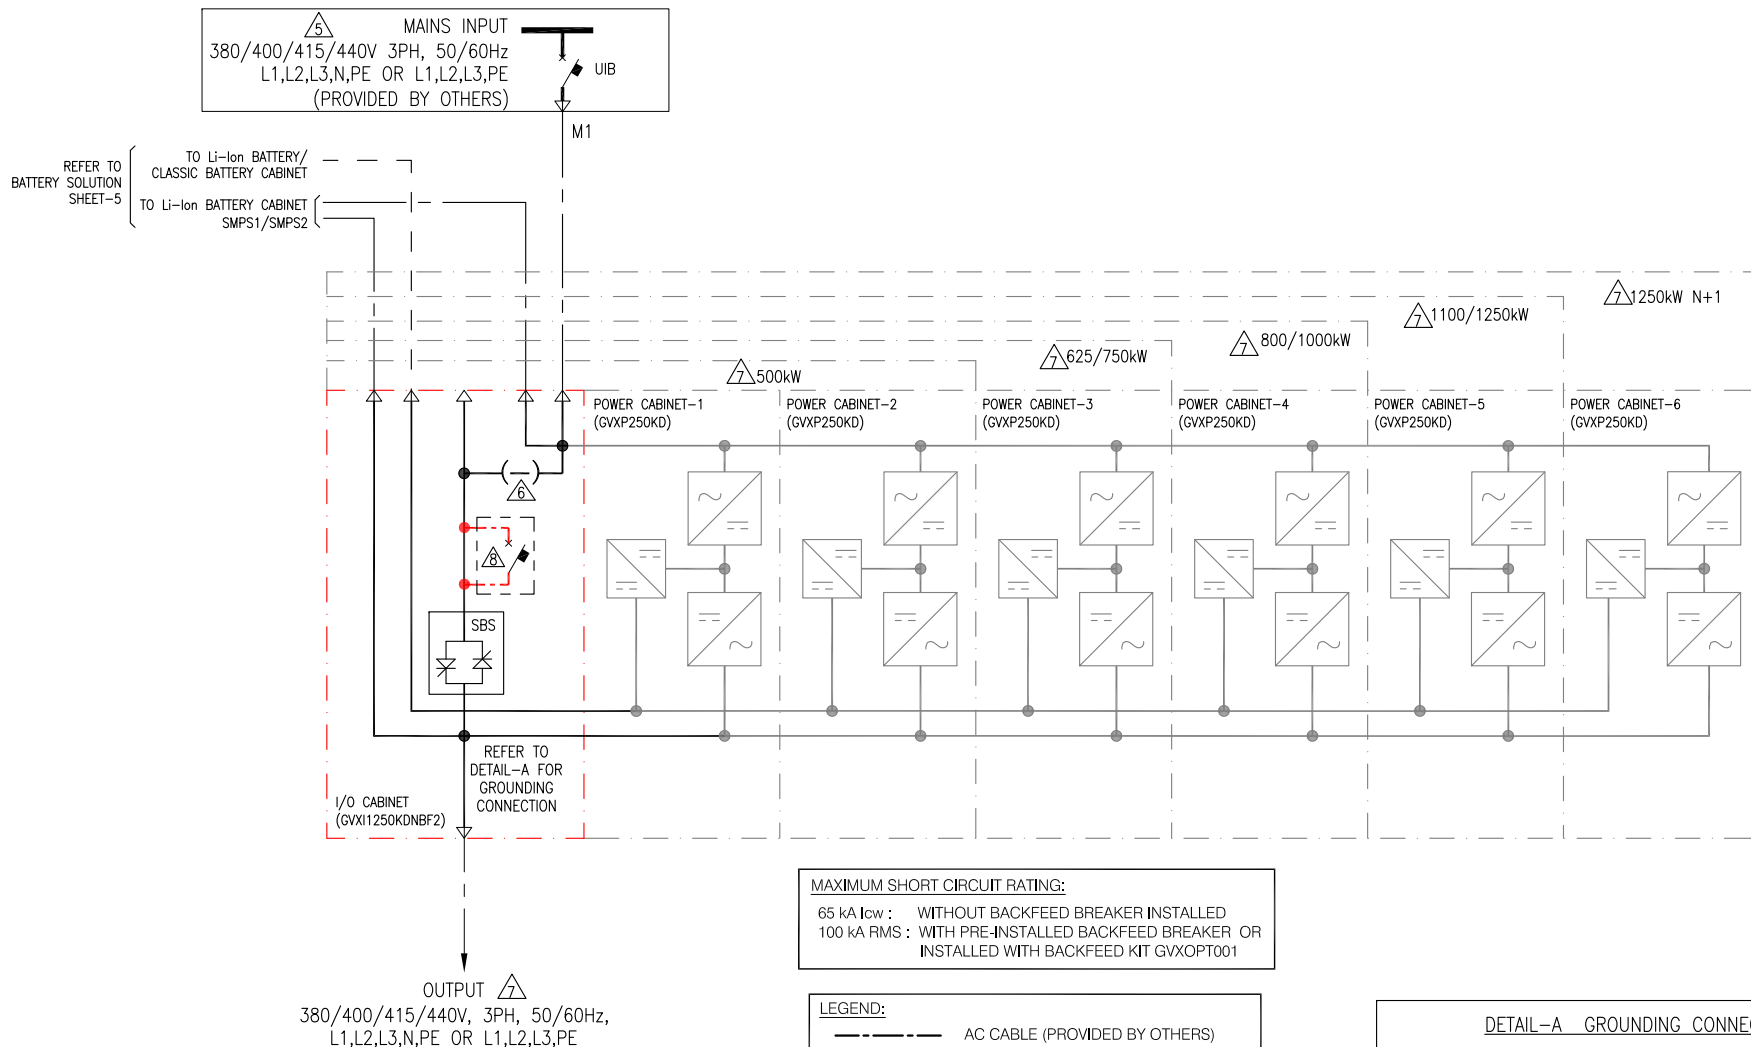 5
MAINS INPUT
380/400/415/440V 3PH, 50/60Hz
L1,L2,L3,N,PE OR L1,L2,L3,PE
(PROVIDED BY OTHERS)
UIB
M1
REFER TO
BATTERY SOLUTION
SHEET-5
TO Li-Ion BATTERY/
CLASSIC BATTERY CABINET
TO Li-Ion BATTERY CABINET
SMPS1/SMPS2
7 1250kW N+1
7 1100/1250kW
7 800/1000kW
7 625/750kW
7 500kW
POWER CABINET-1
(GVXP250KD)
POWER CABINET-2
(GVXP250KD)
POWER CABINET-3
(GVXP250KD)
POWER CABINET-4
(GVXP250KD)
POWER CABINET-5
(GVXP250KD)
POWER CABINET-6
(GVXP250KD)
6
8
SBS
REFER TO
DETAIL-A FOR
GROUNDING
CONNECTION
I/O CABINET
(GVXI1250KDNBF2)
MAXIMUM SHORT CIRCUIT RATING:
65 kA Icw : WITHOUT BACKFEED BREAKER INSTALLED
100 kA RMS : WITH PRE-INSTALLED BACKFEED BREAKER OR
INSTALLED WITH BACKFEED KIT GVXOPT001
OUTPUT 7
380/400/415/440V, 3PH, 50/60Hz,
L1,L2,L3,N,PE OR L1,L2,L3,PE
LEGEND:
AC CABLE (PROVIDED BY OTHERS)
DETAIL-A GROUNDING CONNE